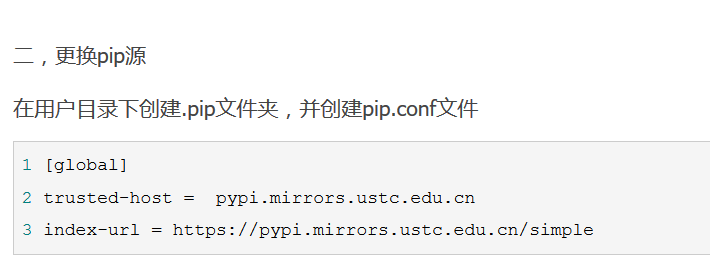 二，更换pip源
在用户目录下创建.pip文件夹，并创建pip.conf文件
1 [global]
2 trusted-host =  pypi.mirrors.ustc.edu.cn
3 index-url = https://pypi.mirrors.ustc.edu.cn/simple